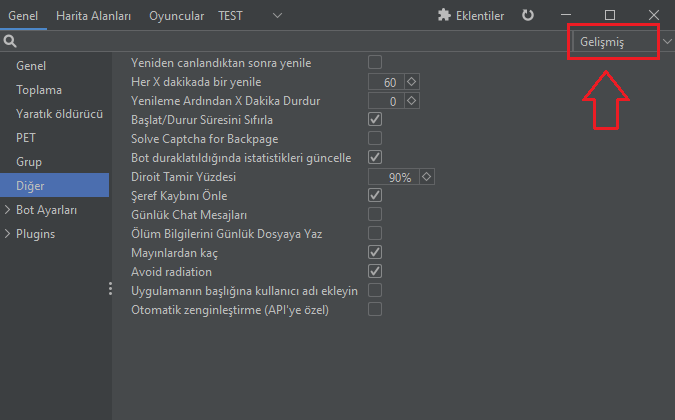 Genel Harita Alanları Oyuncular TEST Eklentiler
Gelişmiş
Genel
Toplama
Yaratık öldürücü
PET
Grup
Diğer
Bot Ayarları
Plugins
Yeniden canlandıktan sonra yenile
Her X dakikada bir yenile 60
Yenileme Ardından X Dakika Durdur 0
Başlat/Durur Süresini Sıfırla
Solve Captcha for Backpage
Bot duraklatıldığında istatistikleri güncelle
Diroit Tamir Yüzdesi 90%
Şeref Kaybını Önle
Günlük Chat Mesajları
Ölüm Bilgilerini Günlük Dosyaya Yaz
Mayınlardan kaç
Avoid radiation
Uygulamanın başlığına kullanıcı adı ekleyin
Otomatik zenginleştirme (API'ye özel)